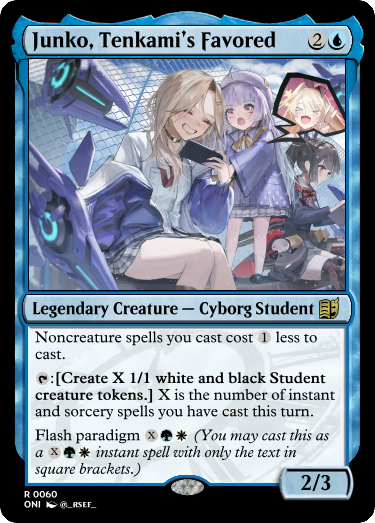 Junko, Tenkami's Favored 2
Legendary Creature — Cyborg Student
Noncreature spells you cast cost 1 less to
cast.
:[Create X 1/1 white and black Student
creature tokens.] X is the number of instant
and sorcery spells you have cast this turn.
Flash paradigm X (You may cast this as
a X instant spell with only the text in
square brackets.)
2/3
R 0060
ONI @_RSEF_